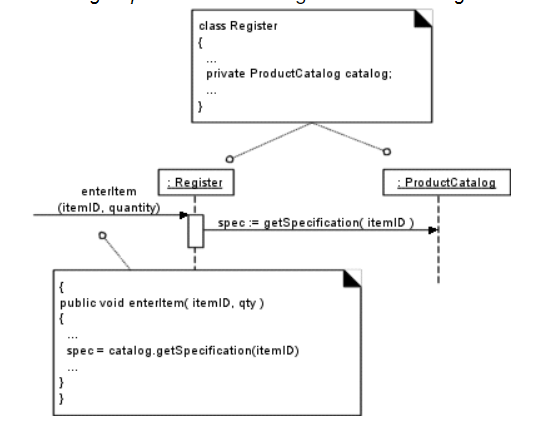 class Register
{
...
private ProductCatalog catalog;
...
}
: Register
: ProductCatalog
enterItem
(itemID, quantity)
spec := getSpecification( itemID )
{
public void enterItem( itemID, qty )
{
...
spec = catalog.getSpecification(itemID)
...
}
}